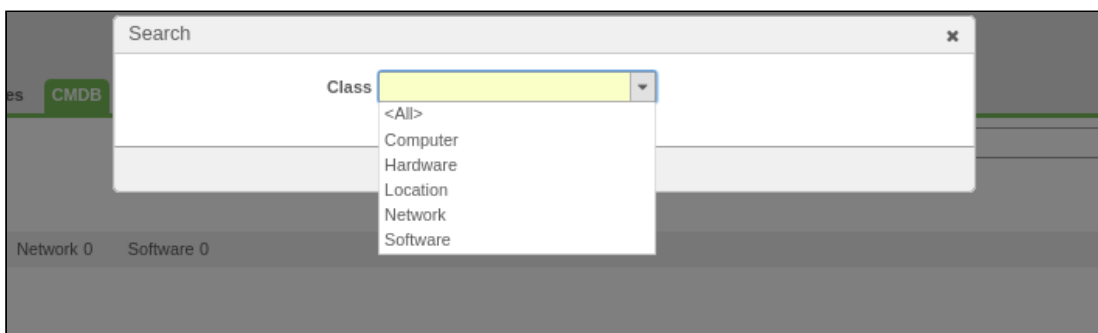 Search
Class
es CMDB
<All>
Computer
Hardware
Location
Network
Software
Network 0 Software 0